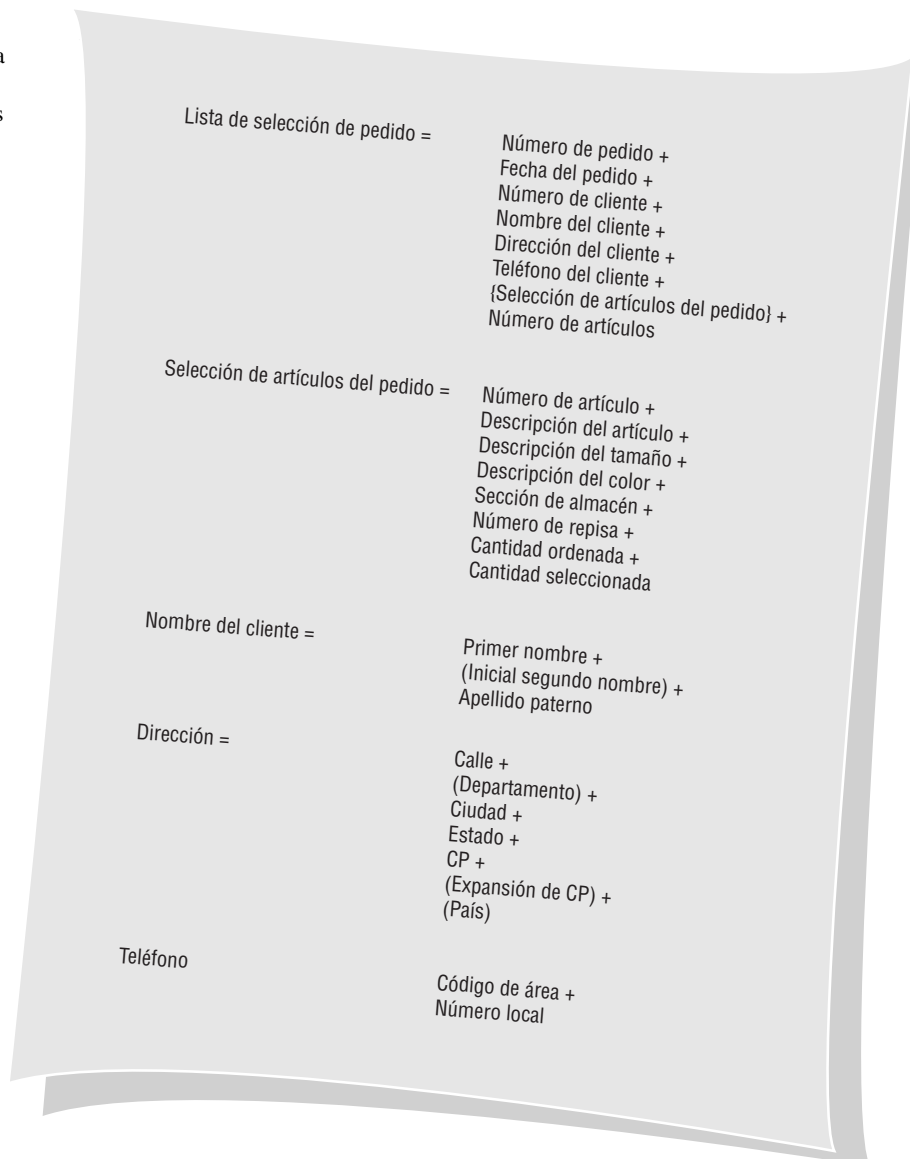 a
s
Lista de selección de pedido =
Número de pedido +
Fecha del pedido +
Número de cliente +
Nombre del cliente +
Dirección del cliente +
Teléfono del cliente +
{Selección de artículos del pedido} +
Número de artículos
Selección de artículos del pedido =
Número de artículo +
Descripción del artículo +
Descripción del tamaño +
Descripción del color +
Sección de almacén +
Número de repisa +
Cantidad ordenada +
Cantidad seleccionada
Nombre del cliente =
Primer nombre +
(Inicial segundo nombre) +
Apellido paterno
Dirección =
Calle +
(Departamento) +
Ciudad +
Estado +
CP +
(Expansión de CP) +
(País)
Teléfono
Código de área +
Número local